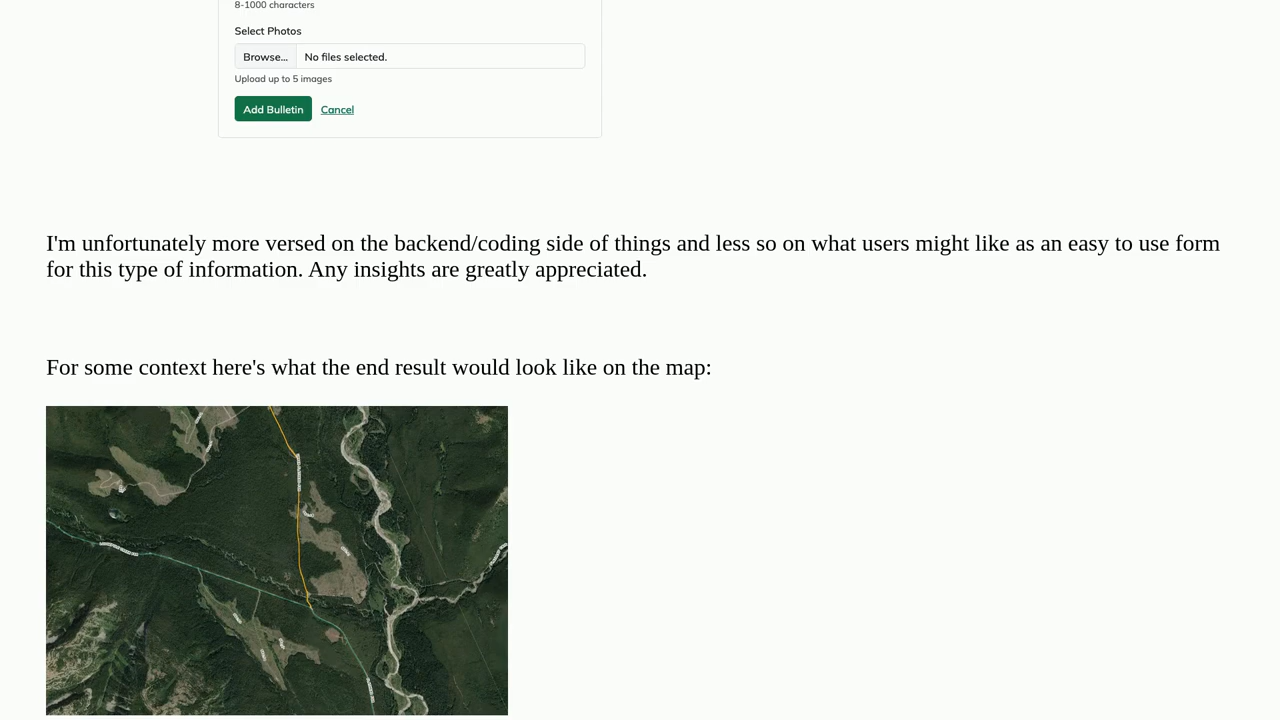 8-1000 characters
Select Photos
Browse... No files selected.
Upload up to 5 images
Add Bulletin Cancel
I'm unfortunately more versed on the backend/coding side of things and less so on what users might like as an easy to use form
for this type of information. Any insights are greatly appreciated.
For some context here's what the end result would look like on the map: